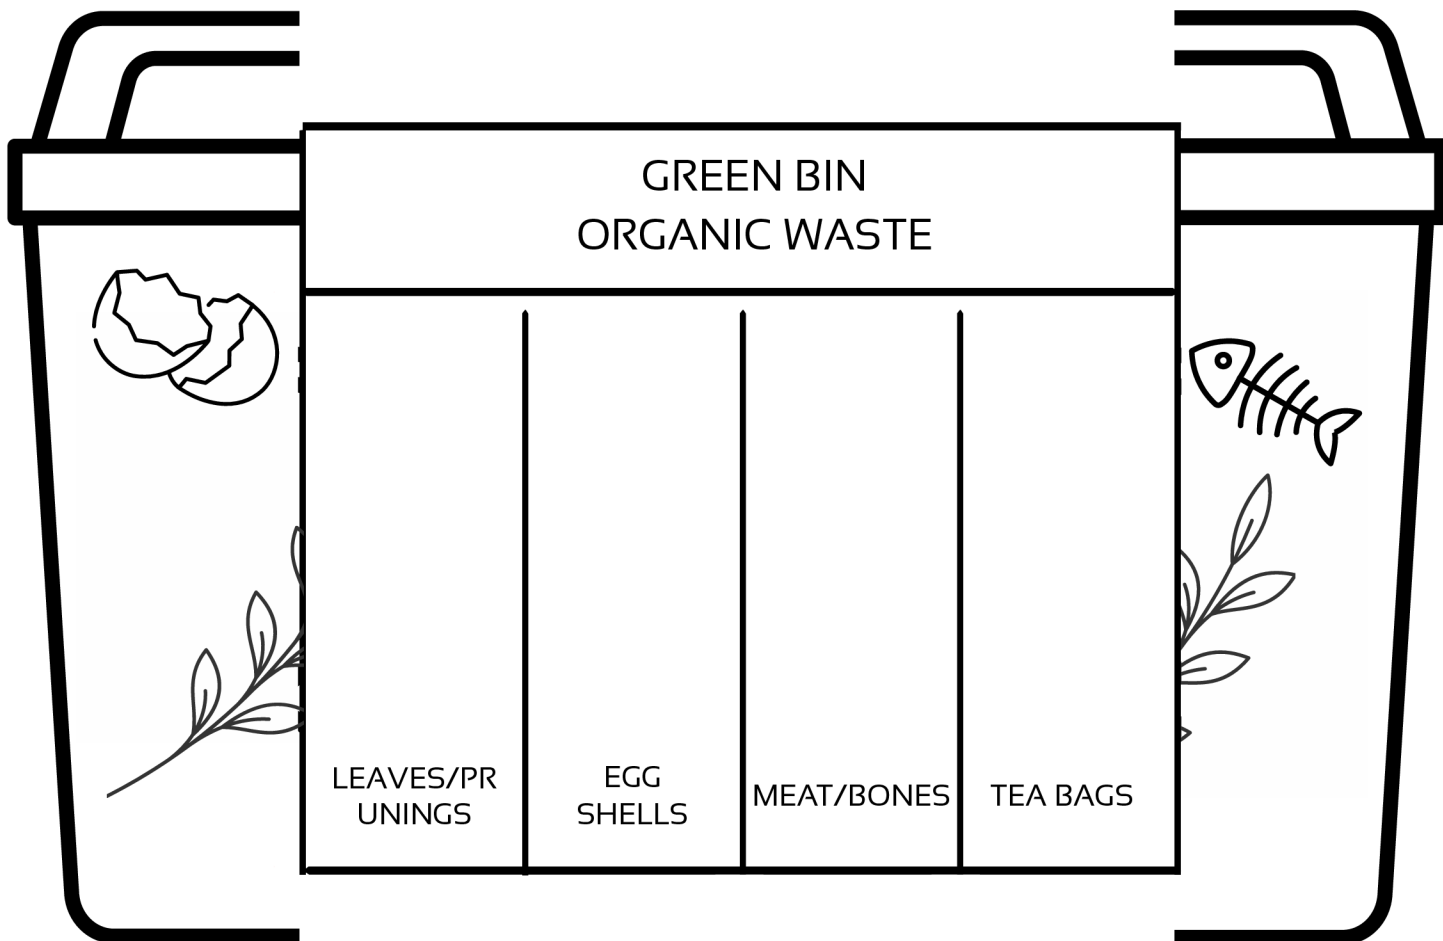 GREEN BIN
ORGANIC WASTE
LEAVES/PR
UNINGS
EGG
SHELLS
MEAT/BONES
TEA BAGS